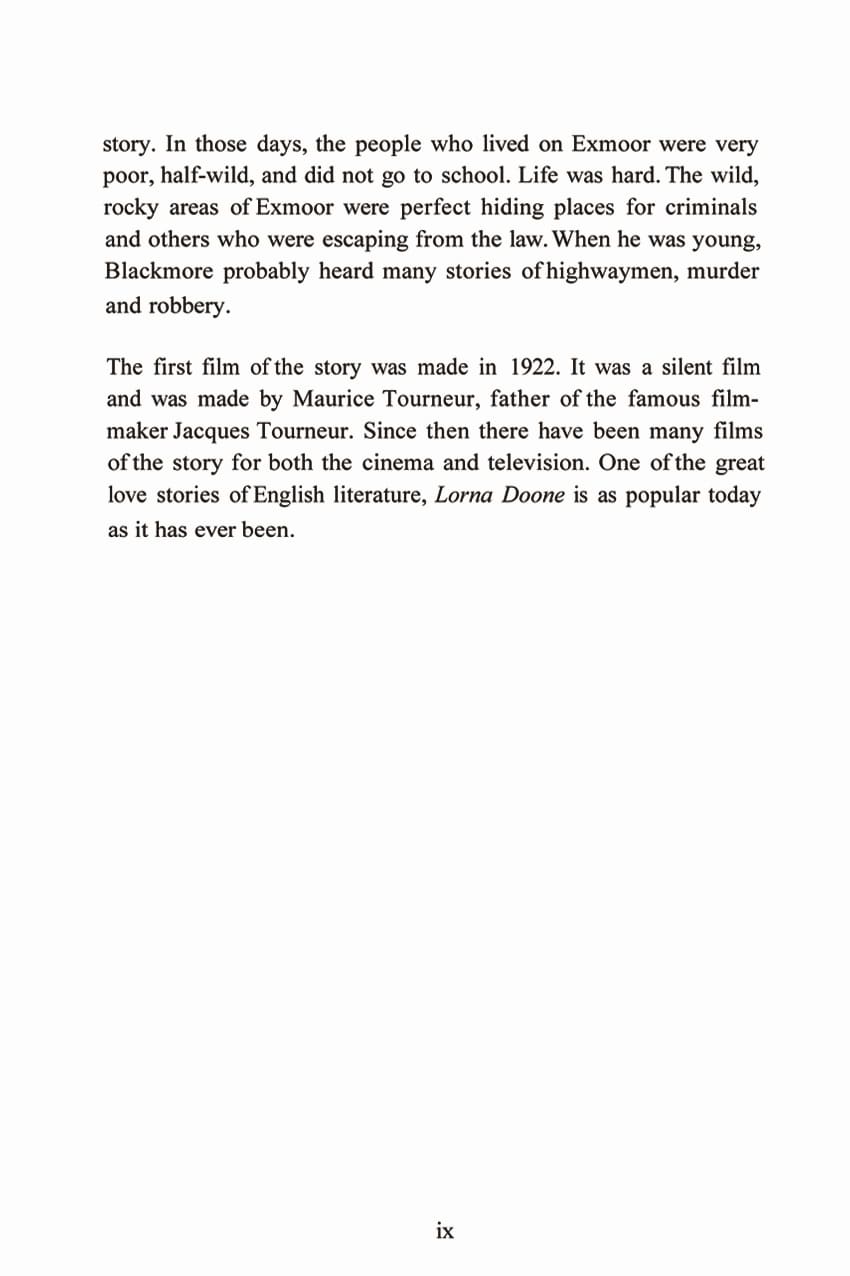 story. In those days, the people who lived on Exmoor were very
poor, half-wild, and did not go to school. Life was hard. The wild,
rocky areas of Exmoor were perfect hiding places for criminals
and others who were escaping from the law. When he was young,
Blackmore probably heard many stories of highwaymen, murder
and robbery.
The first film of the story was made in 1922. It was a silent film
and was made by Maurice Tourneur, father of the famous film-
maker Jacques Tourneur. Since then there have been many films
of the story for both the cinema and television. One of the great
love stories of English literature, Lorna Doone is as popular today
as it has ever been.
ix